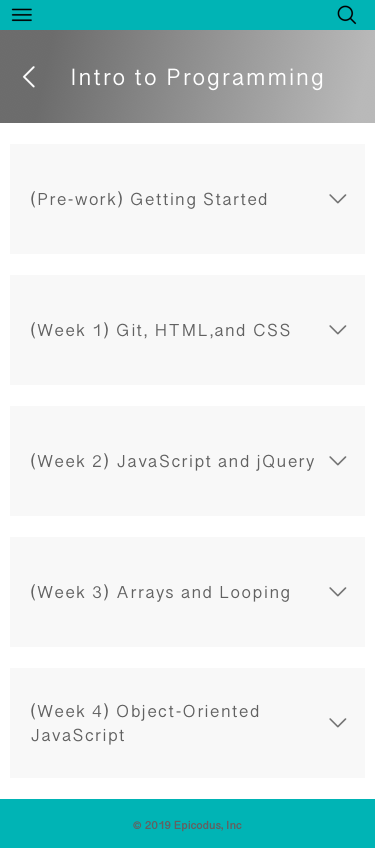 Intro to Programming
(Pre-work) Getting Started
(Week 1) Git, HTML,and CSS
(Week 2) JavaScript and jQuery
(Week 3) Arrays and Looping
(Week 4) Object-Oriented
JavaScript
© 2019 Epicodus, Inc